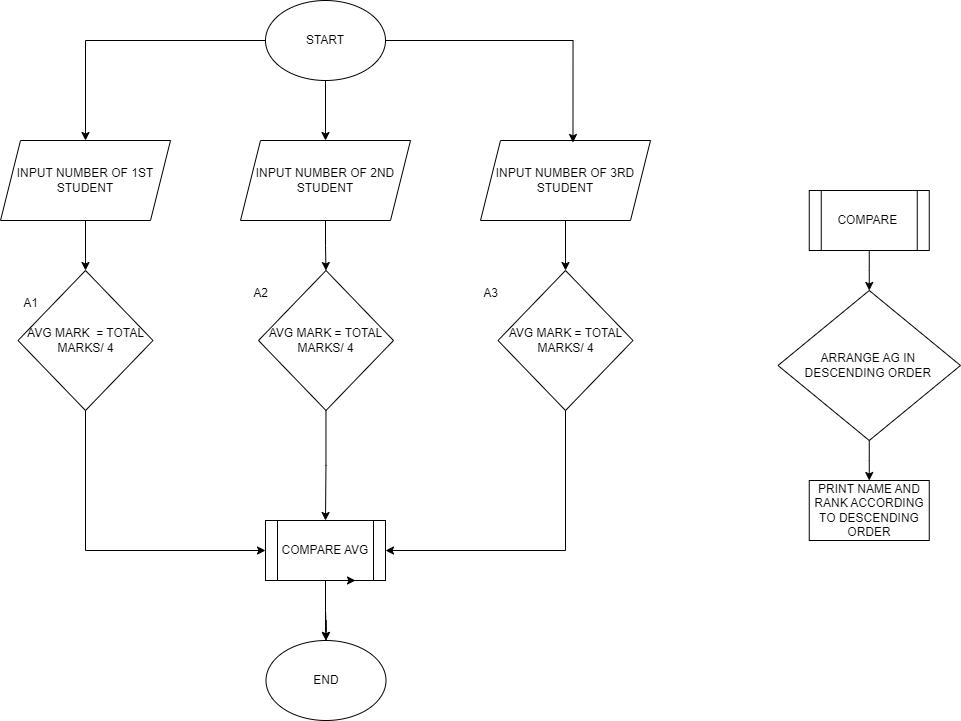 START
INPUT NUMBER OF 1ST
STUDENT
INPUT NUMBER OF 2ND
STUDENT
INPUT NUMBER OF 3RD
STUDENT
A1
AVG MARK  = TOTAL
MARKS/ 4
A2
AVG MARK = TOTAL
MARKS/ 4
A3
AVG MARK = TOTAL
MARKS/ 4
COMPARE AVG
END
COMPARE
ARRANGE AG IN
DESCENDING ORDER
PRINT NAME AND
RANK ACCORDING
TO DESCENDING
ORDER